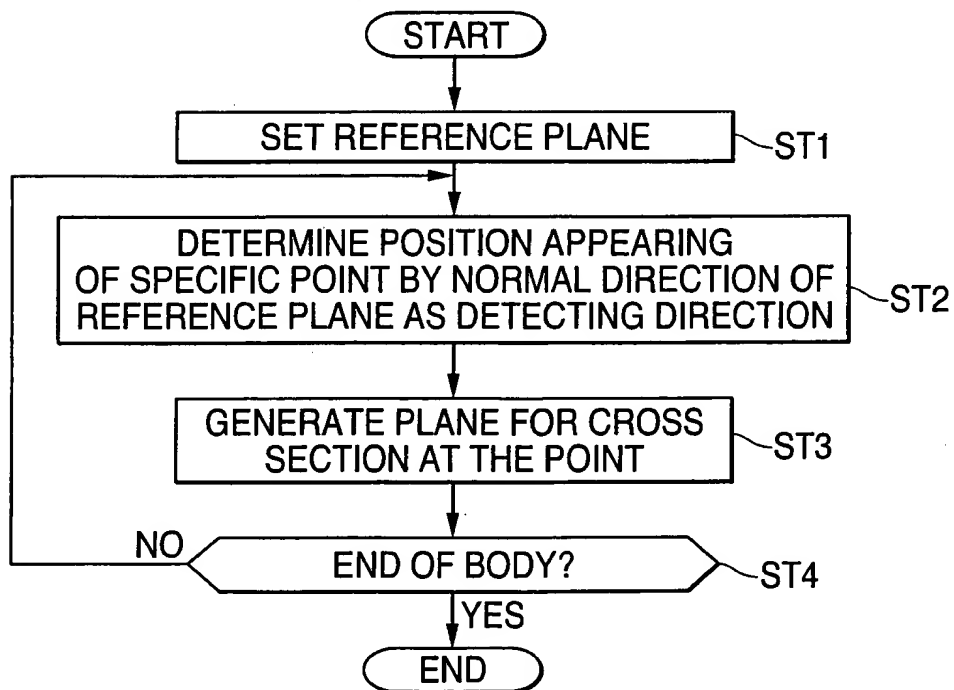 START
SET REFERENCE PLANE
ST1
DETERMINE POSITION APPEARING
OF SPECIFIC POINT BY NORMAL DIRECTION OF
REFERENCE PLANE AS DETECTING DIRECTION
ST2
GENERATE PLANE FOR CROSS
SECTION AT THE POINT
ST3
NO
END OF BODY?
ST4
YES
END